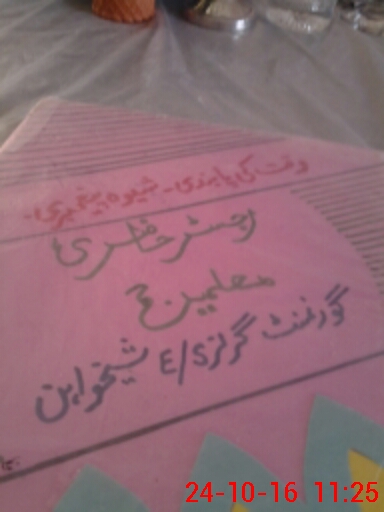 وقت کی پابندی۔ شیوہ پیغمبری۔
رجسٹر حاضری
معلمین
گورنمنٹ گرلز E/S شیخواہن
24-10-16 11:25